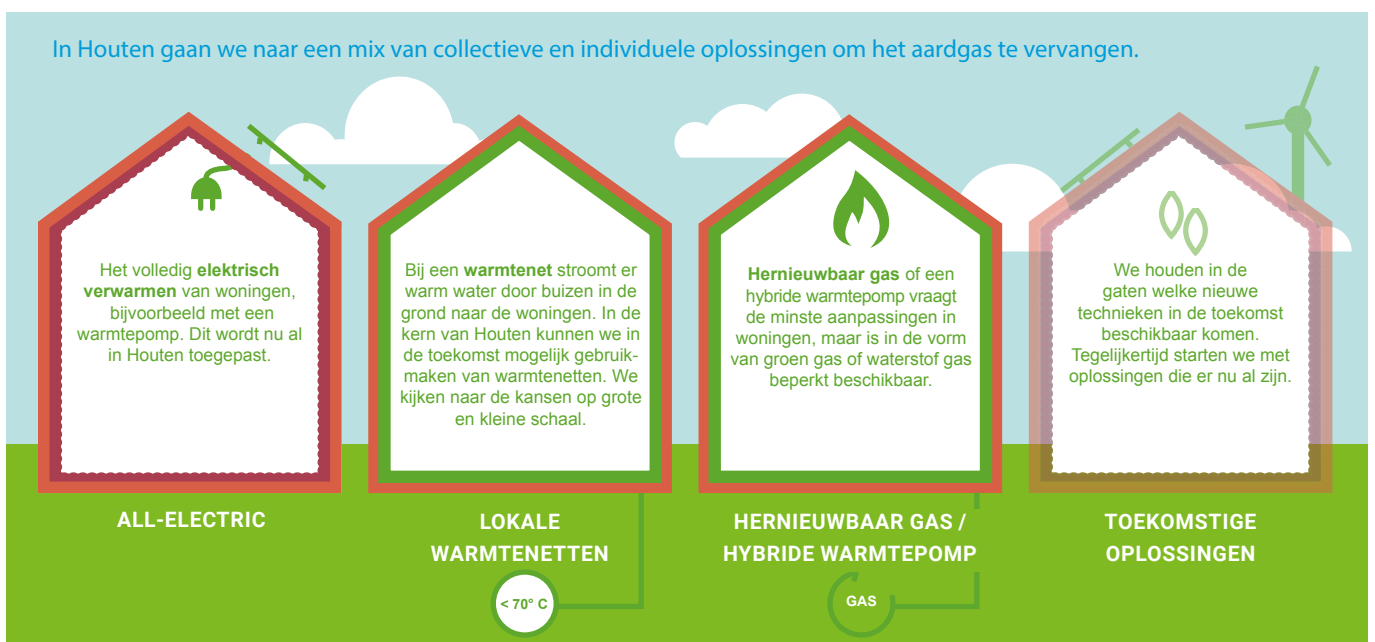 In Houten gaan we naar een mix van collectieve en individuele oplossingen om het aardgas te vervangen.
Het volledig elektrisch
verwarmen van woningen,
bijvoorbeeld met een
warmtepomp. Dit wordt nu al
in Houten toegepast.
ALL-ELECTRIC
Bij een warmtenet stroomt er
warm water door buizen in de
grond naar de woningen. In de
kern van Houten kunnen we in
de toekomst mogelijk gebruik-
maken van warmtenetten. We
kijken naar de kansen op grote
en kleine schaal.
LOKALE
WARMTENETTEN
< 70° C
Hernieuwbaar gas of een
hybride warmtepomp vraagt
de minste aanpassingen in
woningen, maar is in de vorm
van groen gas of waterstof gas
beperkt beschikbaar.
HERNIEUWBAAR GAS /
HYBRIDE WARMTEPOMP
GAS
We houden in de
gaten welke nieuwe
technieken in de toekomst
beschikbaar komen.
Tegelijkertijd starten we met
oplossingen die er nu al zijn.
TOEKOMSTIGE
OPLOSSINGEN